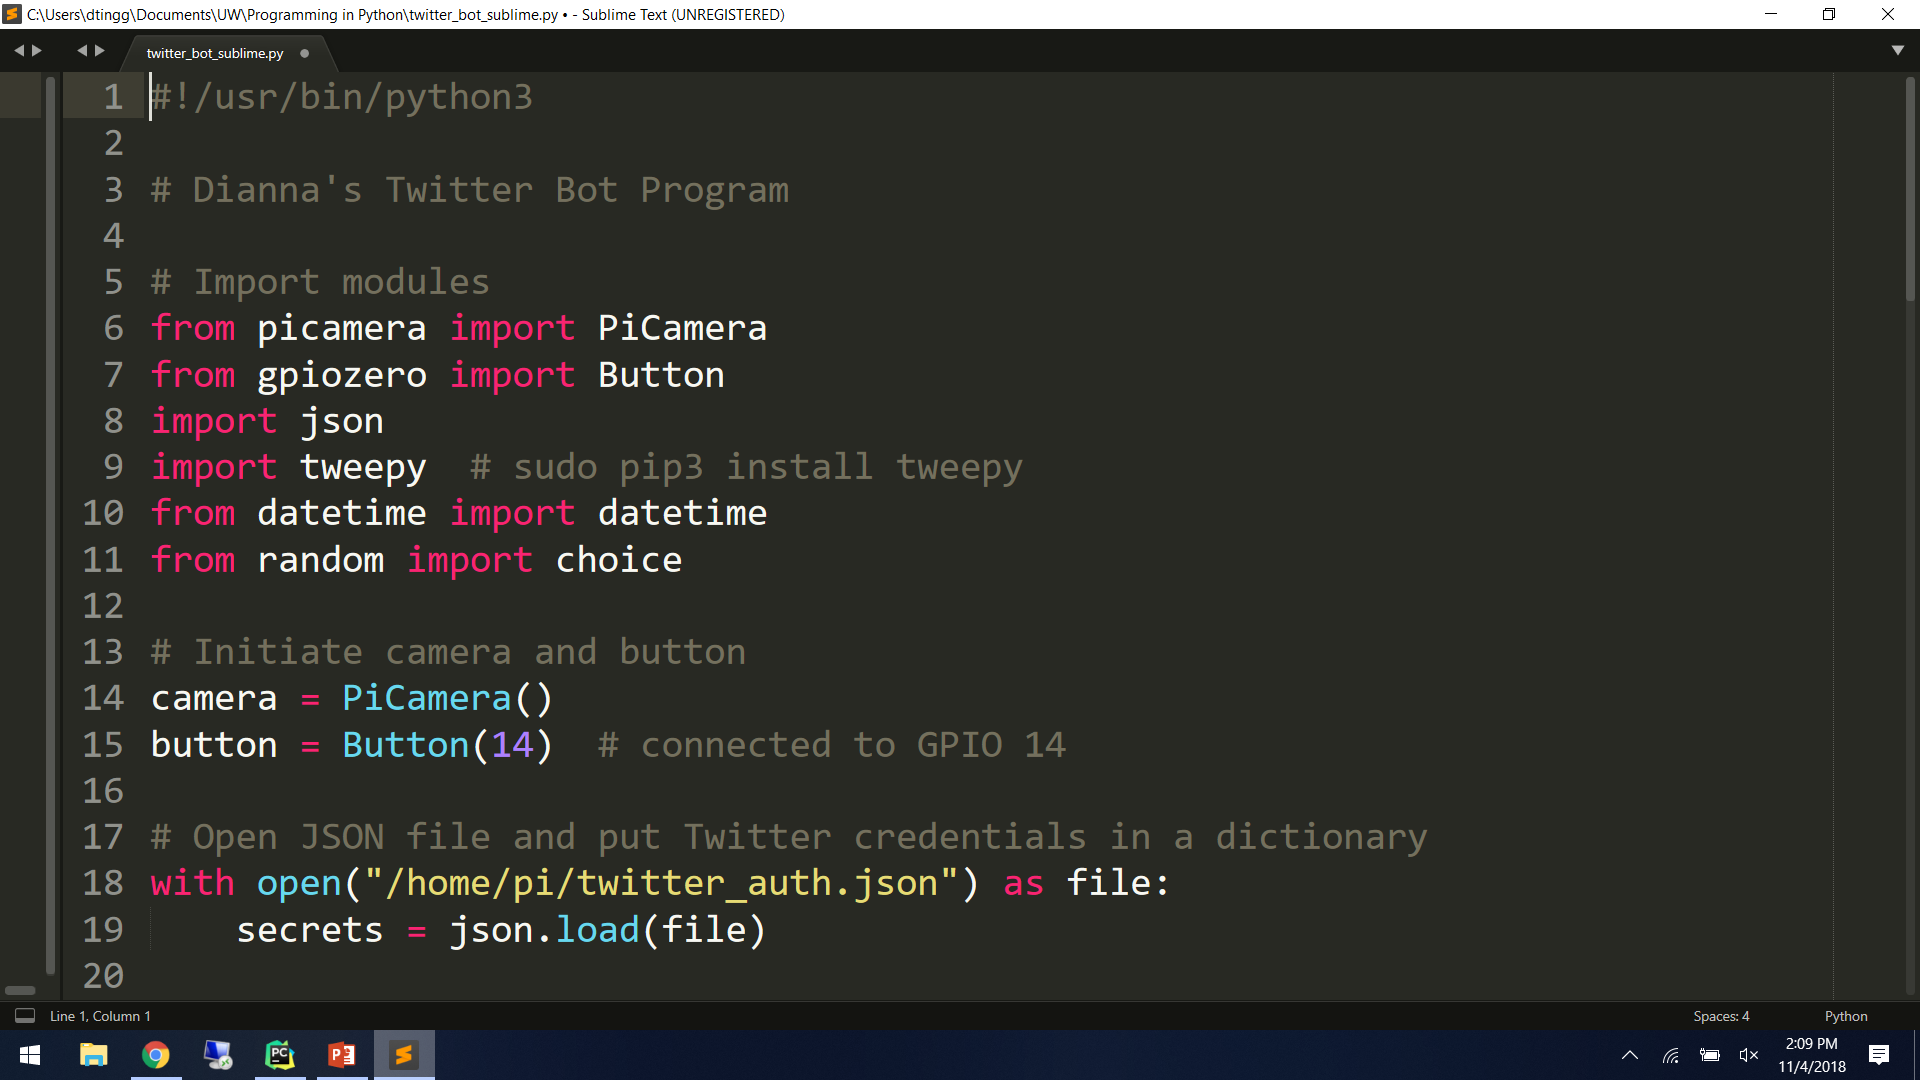 C:\Users\dtingg\Documents\UW\Programming in Python\twitter_bot_sublime.py • - Sublime Text (UNREGISTERED)
twitter_bot_sublime.py
1 #!/usr/bin/python3
2
3 # Dianna's Twitter Bot Program
4
5 # Import modules
6 from picamera import PiCamera
7 from gpiozero import Button
8 import json
9 import tweepy  # sudo pip3 install tweepy
10 from datetime import datetime
11 from random import choice
12
13 # Initiate camera and button
14 camera = PiCamera()
15 button = Button(14)  # connected to GPIO 14
16
17 # Open JSON file and put Twitter credentials in a dictionary
18 with open("/home/pi/twitter_auth.json") as file:
19     secrets = json.load(file)
20
Line 1, Column 1
Spaces: 4
Python
PC
P
2:09 PM
11/4/2018